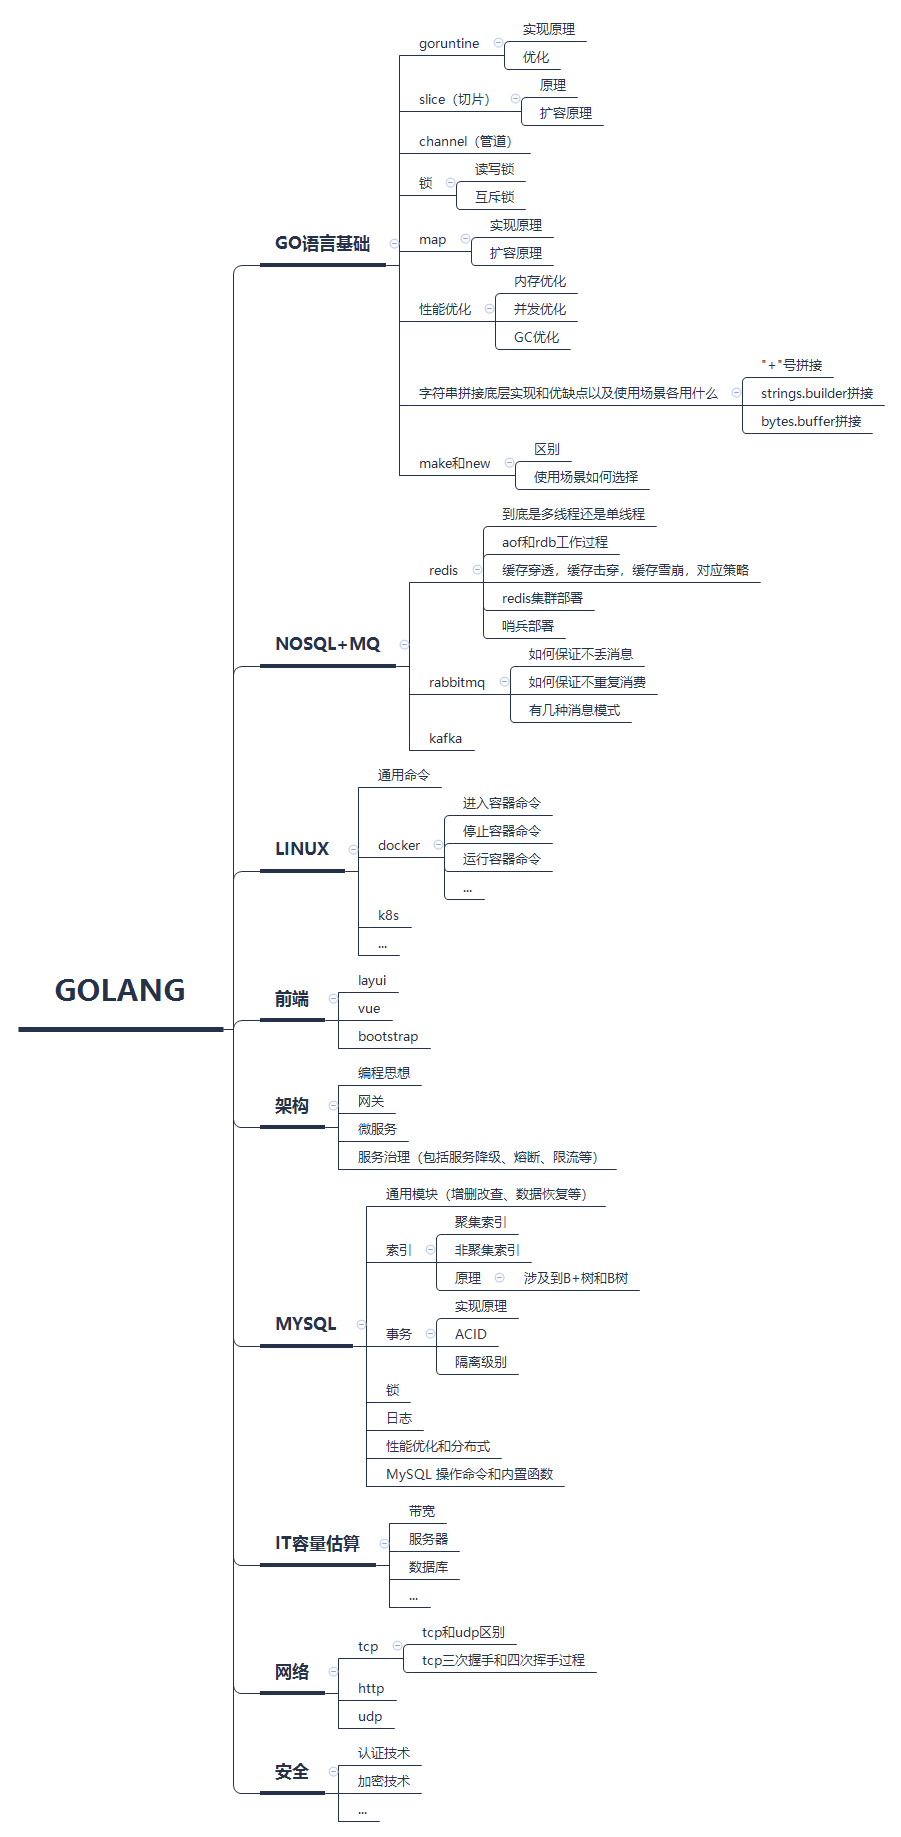 GOLANG
GO语言基础
goruntine
实现原理
优化
slice（切片）
原理
扩容原理
channel（管道）
锁
读写锁
互斥锁
map
实现原理
扩容原理
性能优化
内存优化
并发优化
GC优化
字符串拼接底层实现和优缺点以及使用场景各用什么
"+"号拼接
strings.builder拼接
bytes.buffer拼接
make和new
区别
使用场景如何选择
NOSQL+MQ
redis
到底是多线程还是单线程
aof和rdb工作过程
缓存穿透，缓存击穿，缓存雪崩，对应策略
redis集群部署
哨兵部署
rabbitmq
如何保证不丢消息
如何保证不重复消费
有几种消息模式
kafka
LINUX
通用命令
docker
进入容器命令
停止容器命令
运行容器命令
...
k8s
...
前端
layui
vue
bootstrap
架构
编程思想
网关
微服务
服务治理（包括服务降级、熔断、限流等）
MYSQL
通用模块（增删改查、数据恢复等）
索引
聚集索引
非聚集索引
原理
涉及到B+树和B树
事务
实现原理
ACID
隔离级别
锁
日志
性能优化和分布式
MySQL 操作命令和内置函数
IT容量估算
带宽
服务器
数据库
...
网络
tcp
tcp和udp区别
tcp三次握手和四次挥手过程
http
udp
安全
认证技术
加密技术
...